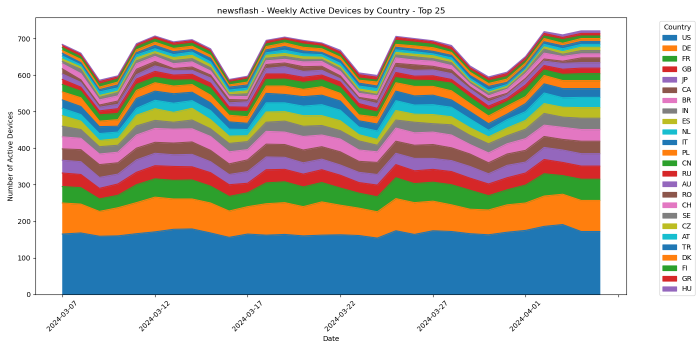 newsflash - Weekly Active Devices by Country - Top 25
Number of Active Devices
700
600
500
400
300
200
100
0
2024-03-07
2024-03-12
2024-03-17
2024-03-22
2024-03-27
2024-04-01
Date
Country
US
DE
FR
GB
JP
CA
BR
IN
ES
NL
IT
PL
CN
RU
AU
RO
CH
SE
CZ
AT
TR
DK
FI
GR
HU